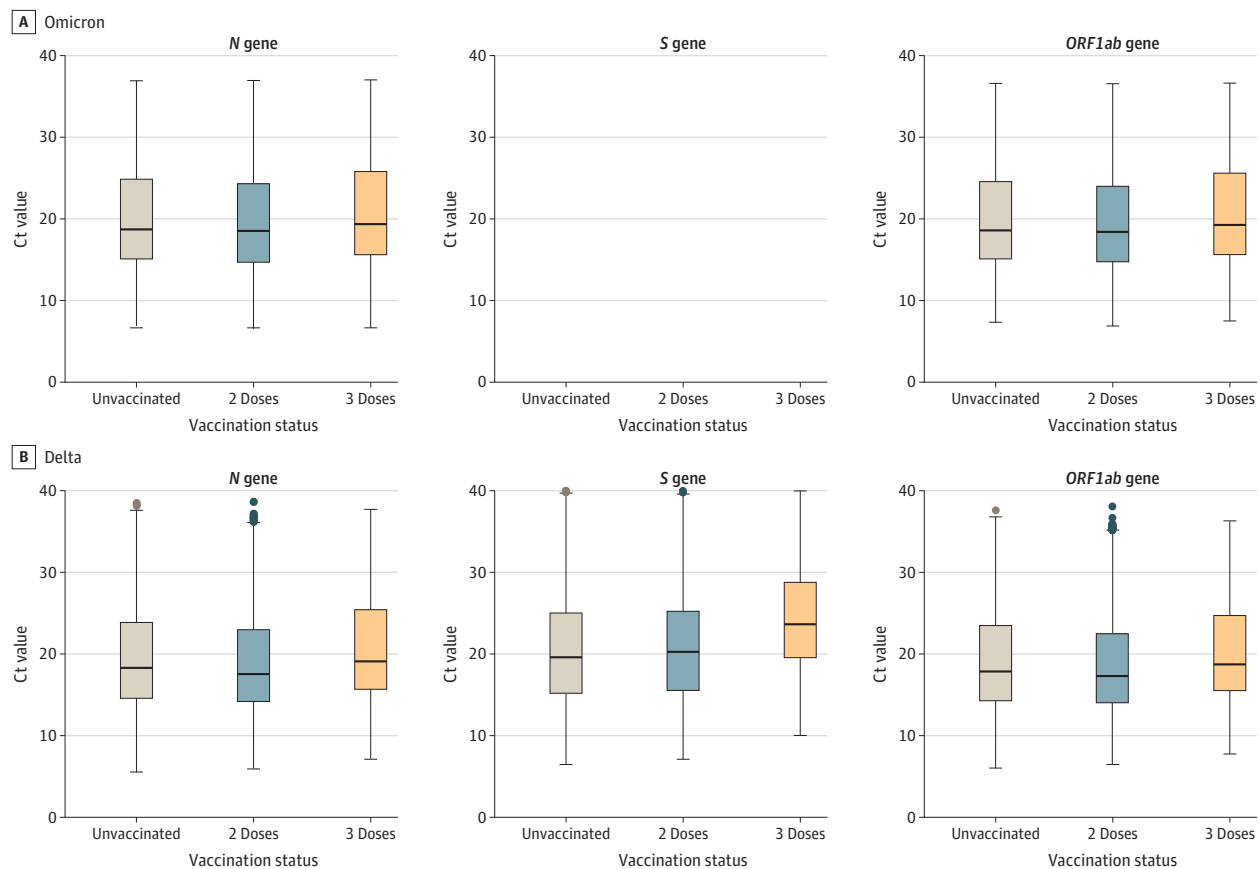 A Omicron
N gene
S gene
ORF1ab gene
40
30
20
10
0
Ct value
Unvaccinated 2 Doses 3 Doses
Vaccination status
40
30
20
10
0
Ct value
Unvaccinated 2 Doses 3 Doses
Vaccination status
40
30
20
10
0
Ct value
Unvaccinated 2 Doses 3 Doses
Vaccination status
B Delta
N gene
S gene
ORF1ab gene
40
30
20
10
0
Ct value
Unvaccinated 2 Doses 3 Doses
Vaccination status
40
30
20
10
0
Ct value
Unvaccinated 2 Doses 3 Doses
Vaccination status
40
30
20
10
0
Ct value
Unvaccinated 2 Doses 3 Doses
Vaccination status